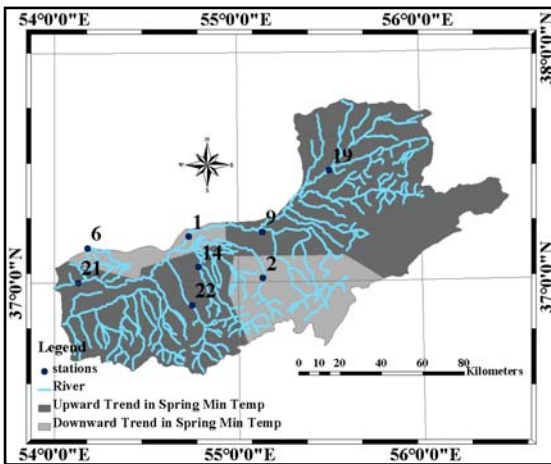 54°0'0"E 55°0'0"E 56°0'0"E
38°0'0"N
N
W E
S
19
9
1
6
14
2
21
37°0'0"N 37°0'0"N
22
Legend
stations
River
Upward Trend in Spring Min Temp
Downward Trend in Spring Min Temp
0 10 20 40 60 80
Kilometers
54°0'0"E 55°0'0"E 56°0'0"E